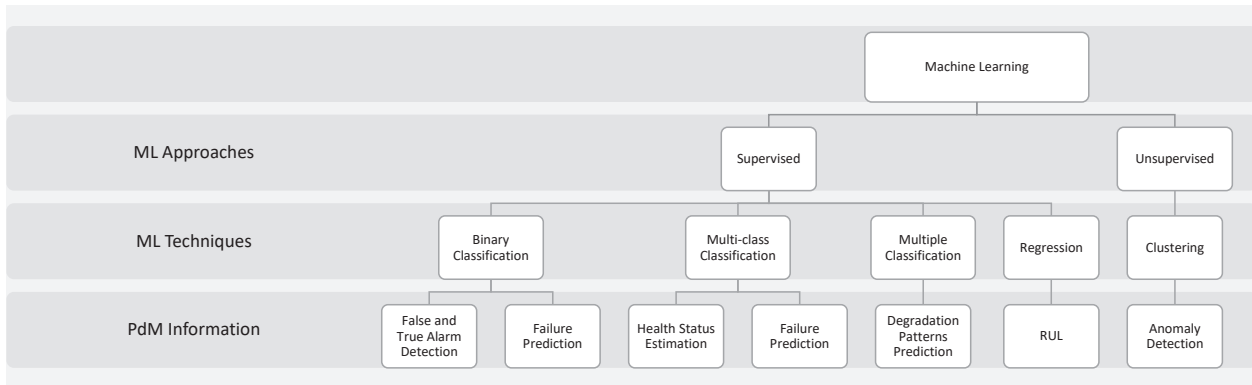 Machine Learning
ML Approaches
Supervised
Unsupervised
ML Techniques
Binary
Classification
Multi-class
Classification
Multiple
Classification
Regression
Clustering
PdM Information
False and
True Alarm
Detection
Failure
Prediction
Health Status
Estimation
Failure
Prediction
Degradation
Patterns
Prediction
RUL
Anomaly
Detection